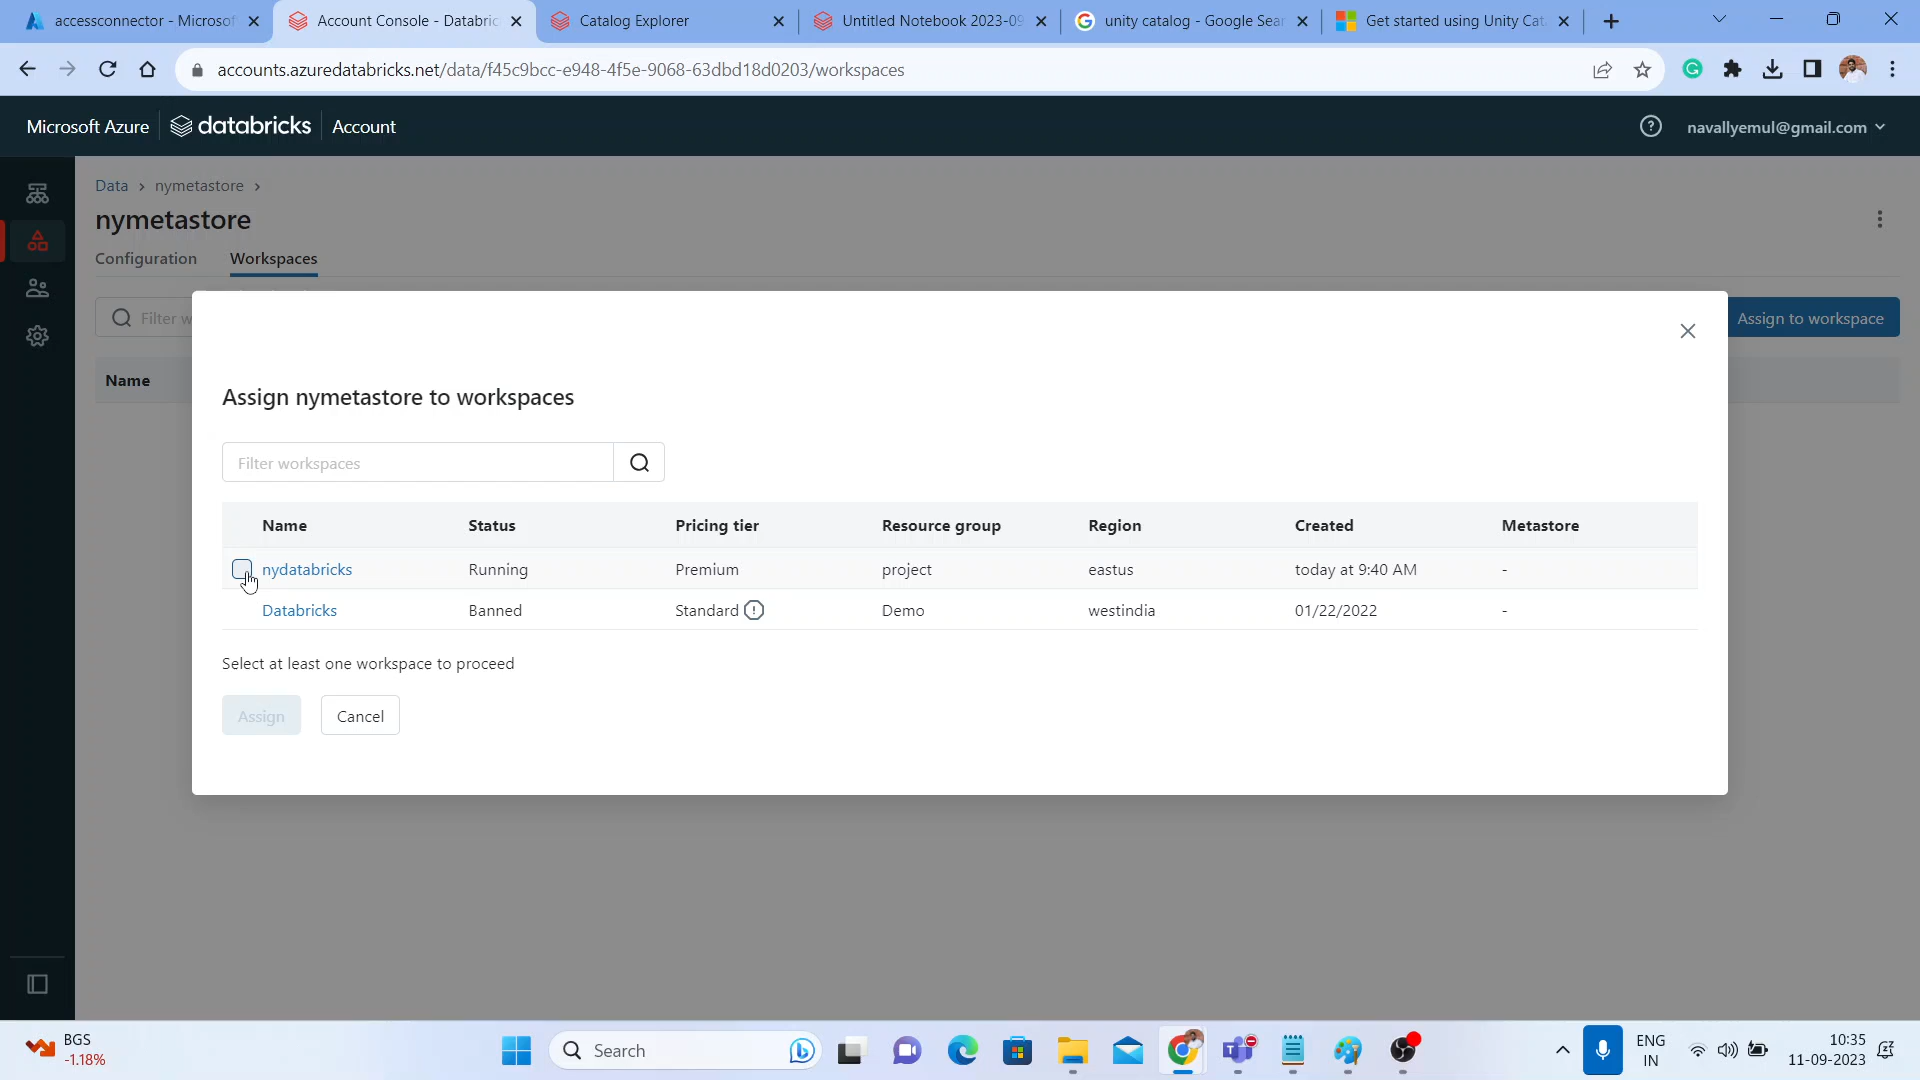 accessconnector - Microsof
Account Console - Databric
Catalog Explorer
Untitled Notebook 2023-09
unity catalog - Google Sear
Get started using Unity Cat
accounts.azuredatabricks.net/data/f45c9bcc-e948-4f5e-9068-63dbd18d0203/workspaces
Microsoft Azure
databricks
Account
navallyemul@gmail.com
Data > nymetastore >
nymetastore
Configuration
Workspaces
Filter w
Assign to workspace
Name
Assign nymetastore to workspaces
Filter workspaces
Name Status Pricing tier Resource group Region Created Metastore
nydatabricks Running Premium project eastus today at 9:40 AM -
Databricks Banned Standard Demo westindia 01/22/2022 -
Select at least one workspace to proceed
Assign
Cancel
BGS
-1.18%
Search
ENG
IN
10:35
11-09-2023